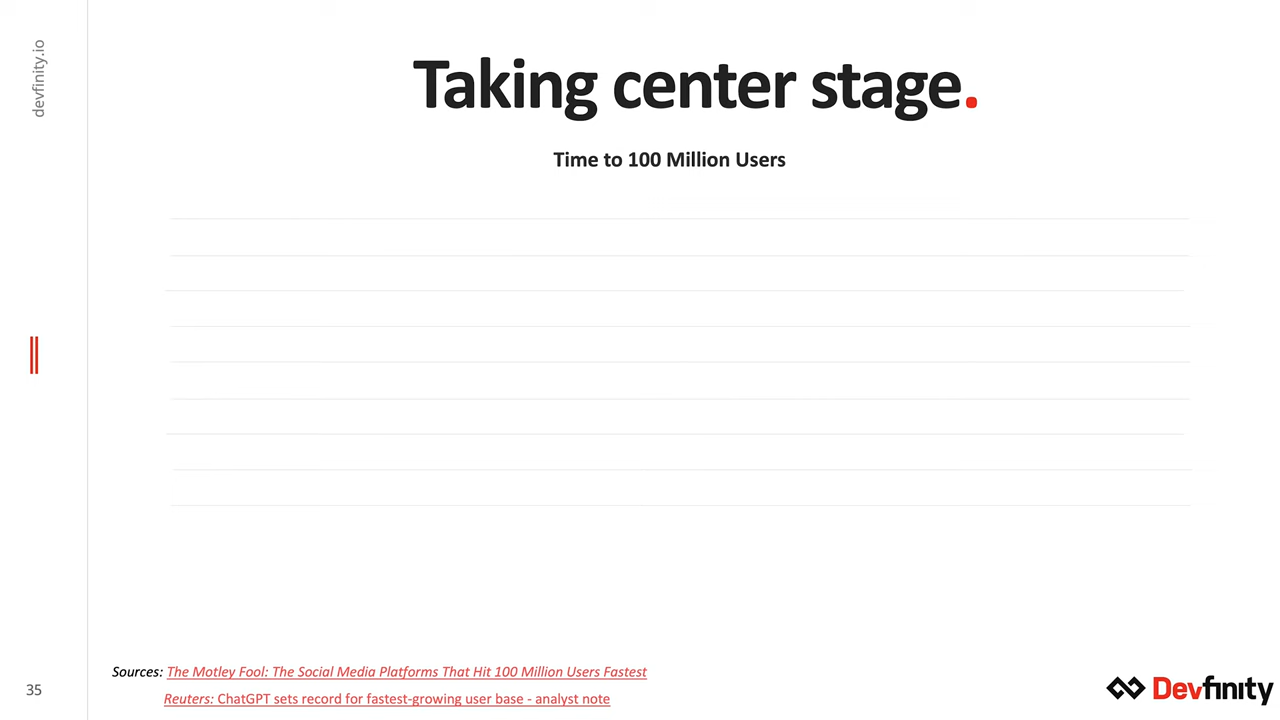 devfinity.io
Taking center stage.
Time to 100 Million Users
Sources: The Motley Fool: The Social Media Platforms That Hit 100 Million Users Fastest
Reuters: ChatGPT sets record for fastest-growing user base - analyst note
35
Devfinity